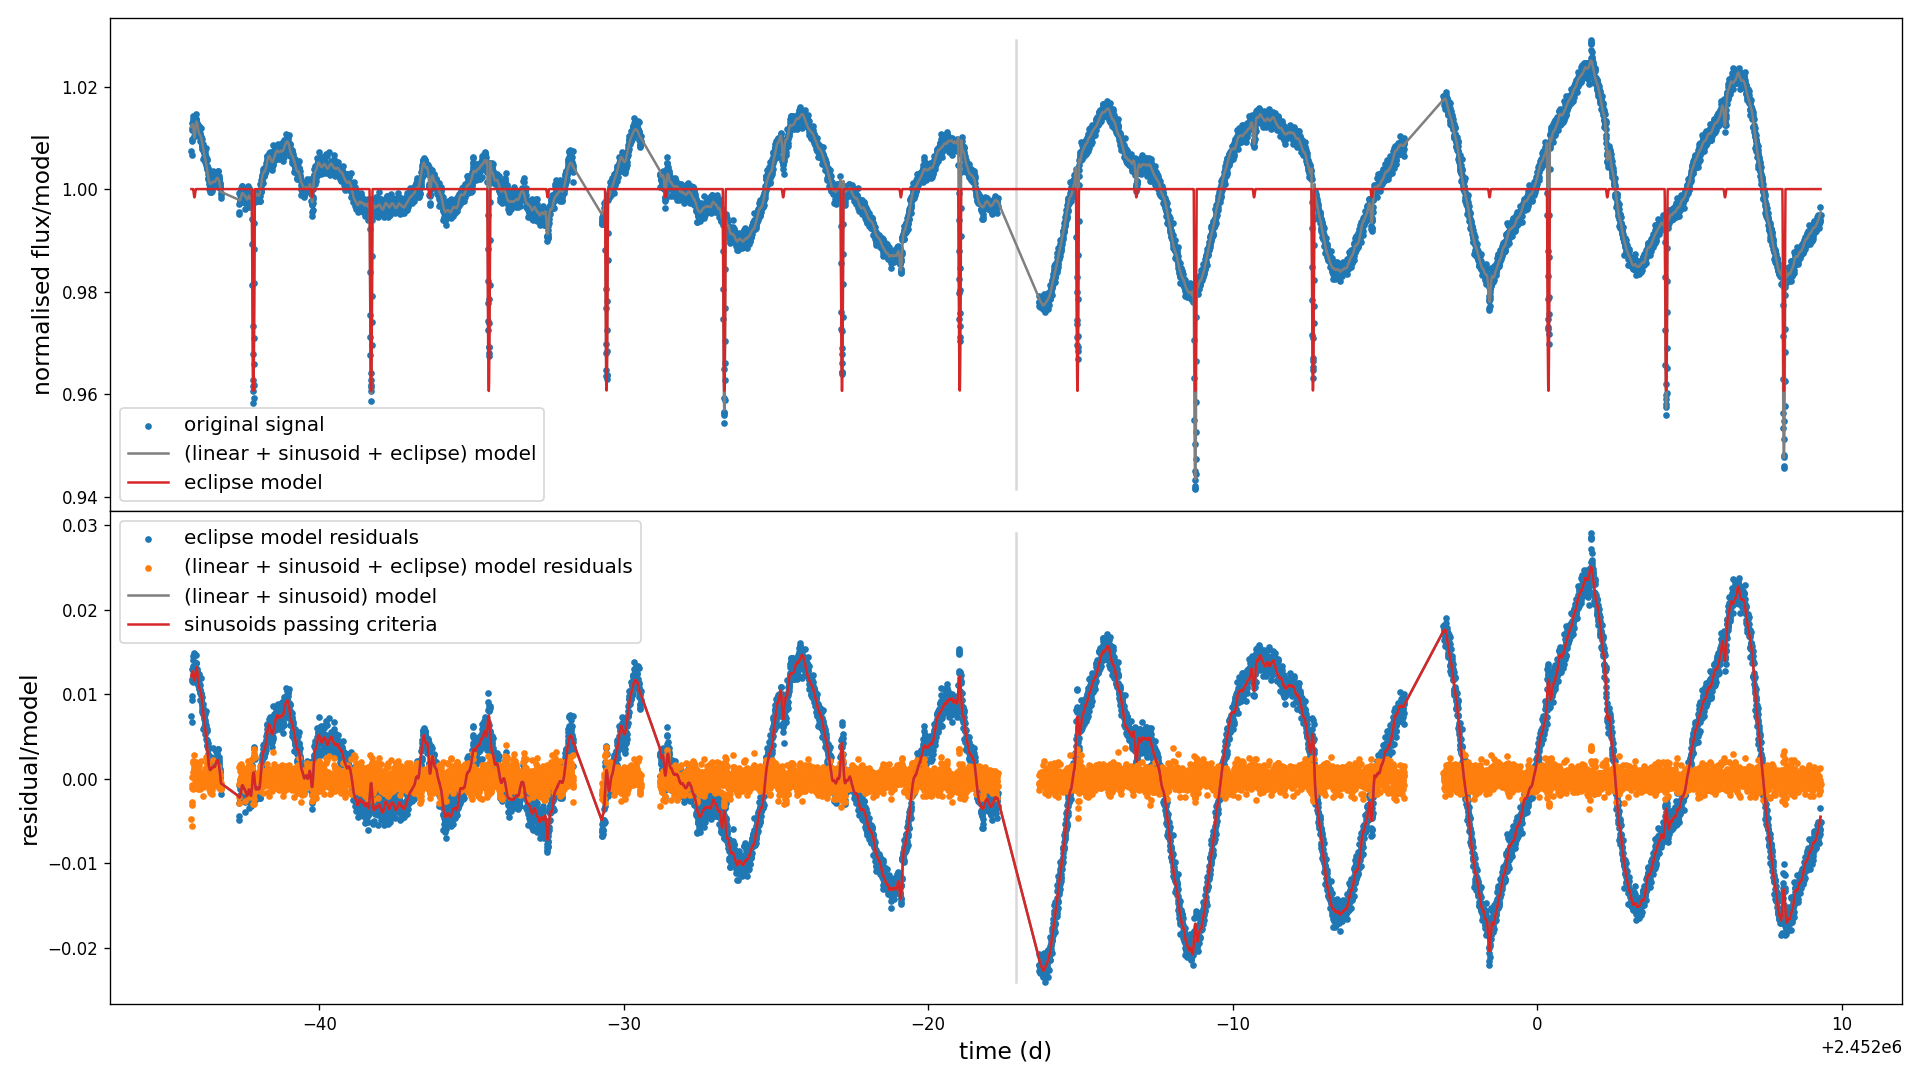 normalised flux/model
1.02
1.00
0.98
0.96
0.94
original signal
(linear + sinusoid + eclipse) model
eclipse model
residual/model
0.03
0.02
0.01
0.00
−0.01
−0.02
eclipse model residuals
(linear + sinusoid + eclipse) model residuals
(linear + sinusoid) model
sinusoids passing criteria
−40 −30 −20 −10 0 10
time (d)
+2.452e6